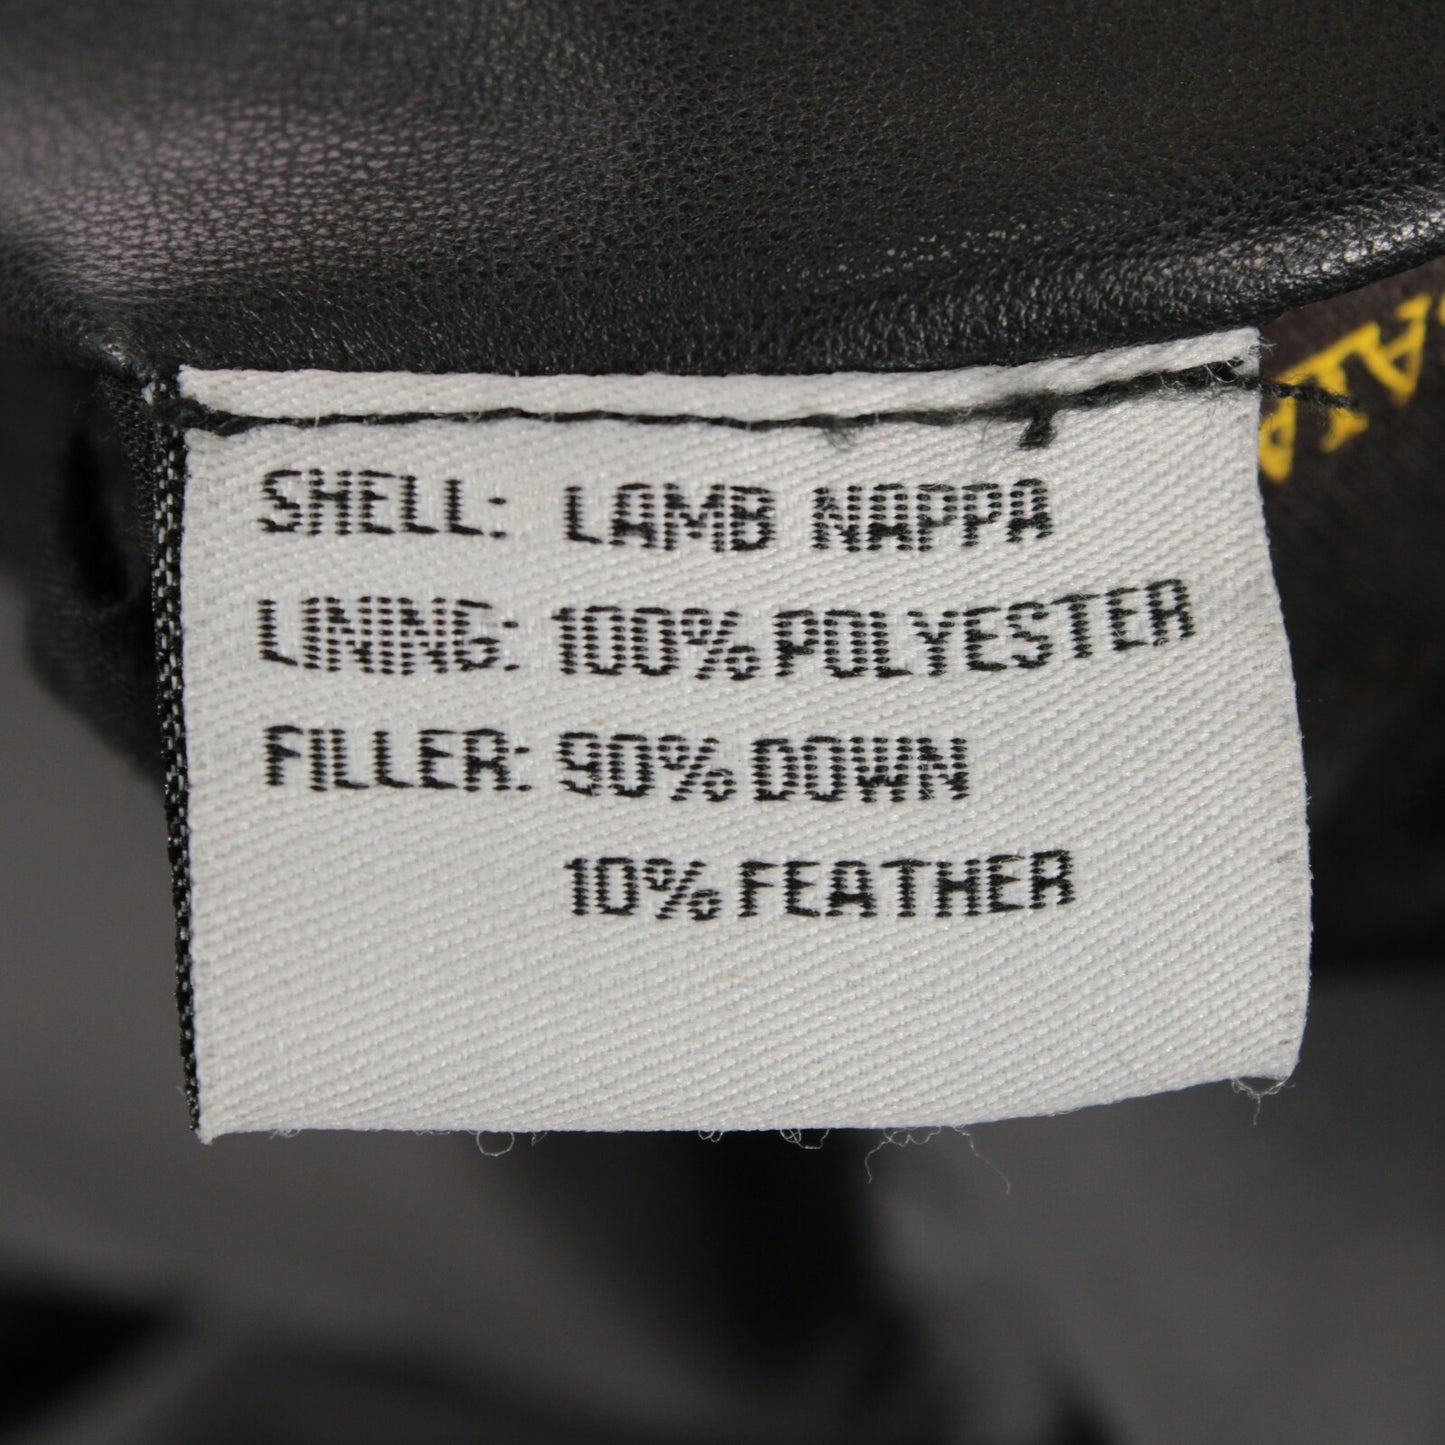 SHELL: LAMB NAPPA
LINING: 100% POLYESTER
FILLER: 90% DOWN
10% FEATHER